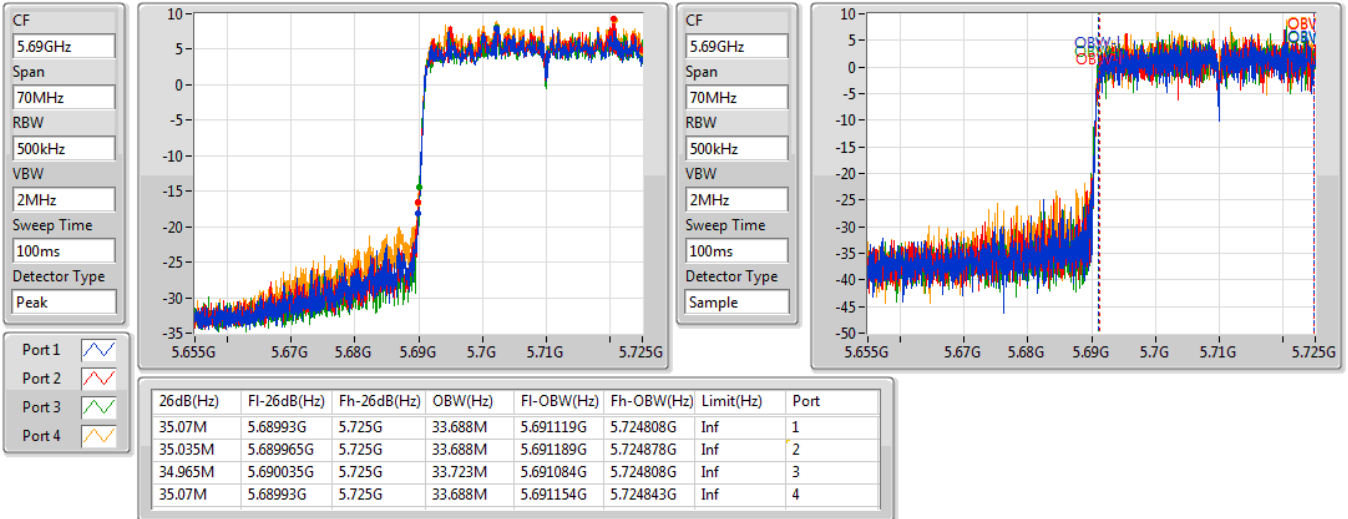 CF
5.69GHz
Span
70MHz
RBW
500kHz
VBW
2MHz
Sweep Time
100ms
Detector Type
Peak
10
5
0
-5
-10
-15
-20
-25
-30
-35
5.655G 5.67G 5.68G 5.69G 5.7G 5.71G 5.725G
CF
5.69GHz
Span
70MHz
RBW
500kHz
VBW
2MHz
Sweep Time
100ms
Detector Type
Sample
10
5
0
-5
-10
-15
-20
-25
-30
-35
-40
-45
-50
5.655G 5.67G 5.68G 5.69G 5.7G 5.71G 5.725G
OBW-
OBW-
OBV
OBV
Port 1
Port 2
Port 3
Port 4
26dB(Hz) Fl-26dB(Hz) Fh-26dB(Hz) OBW(Hz) Fl-OBW(Hz) Fh-OBW(Hz) Limit(Hz) Port
35.07M 5.68993G 5.725G 33.688M 5.691119G 5.724808G Inf 1
35.035M 5.689965G 5.725G 33.688M 5.691189G 5.724878G Inf 2
34.965M 5.690035G 5.725G 33.723M 5.691084G 5.724808G Inf 3
35.07M 5.68993G 5.725G 33.688M 5.691154G 5.724843G Inf 4